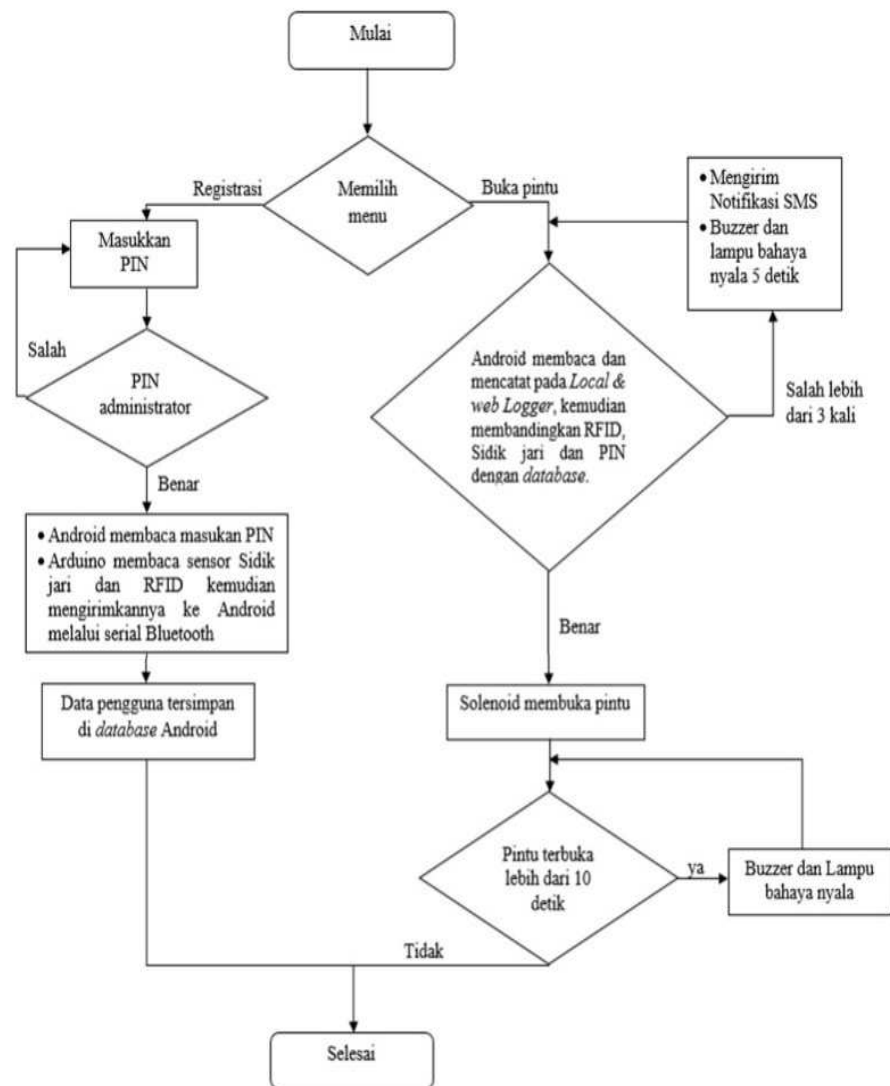 Mulai
Registrasi
Memilih
menu
Buka pintu
• Mengirim
Notifikasi SMS
• Buzzer dan
lampu bahaya
nyala 5 detik
Masukkan
PIN
Salah
PIN
administrator
Android membaca dan
mencatat pada Local &
web Logger, kemudian
membandingkan RFID,
Sidik jari dan PIN
dengan database.
Salah lebih
dari 3 kali
Benar
• Android membaca masukan PIN
• Arduino membaca sensor Sidik
jari dan RFID kemudian
mengirimkannya ke Android
melalui serial Bluetooth
Benar
Data pengguna tersimpan
di database Android
Solenoid membuka pintu
Pintu terbuka
lebih dari 10
detik
ya
Buzzer dan Lampu
bahaya nyala
Tidak
Selesai